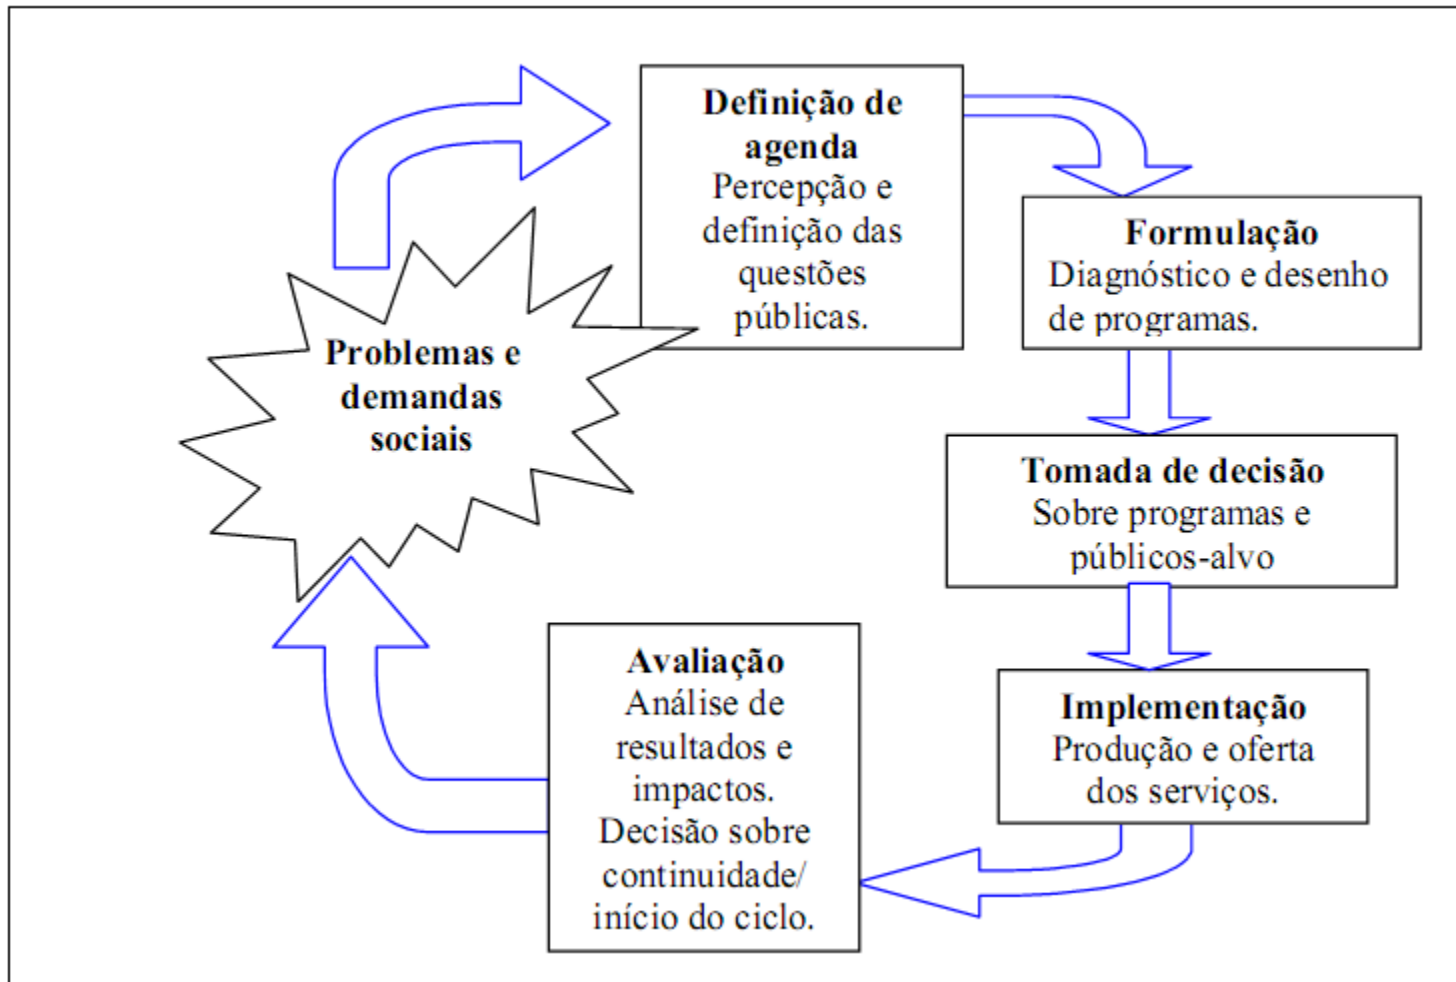 Problemas e
demandas
sociais
Definição de
agenda
Percepção e
definição das
questões
públicas.
Formulação
Diagnóstico e desenho
de programas.
Tomada de decisão
Sobre programas e
públicos-alvo
Implementação
Produção e oferta
dos serviços.
Avaliação
Análise de
resultados e
impactos.
Decisão sobre
continuidade/
início do ciclo.